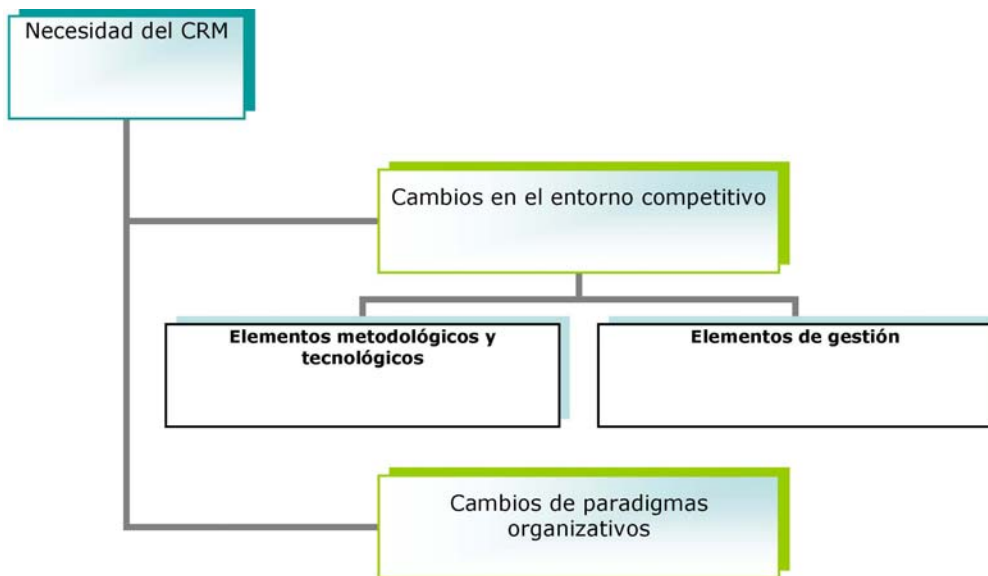 Necesidad del CRM
Cambios en el entorno competitivo
Elementos metodológicos y
tecnológicos
Elementos de gestión
Cambios de paradigmas
organizativos